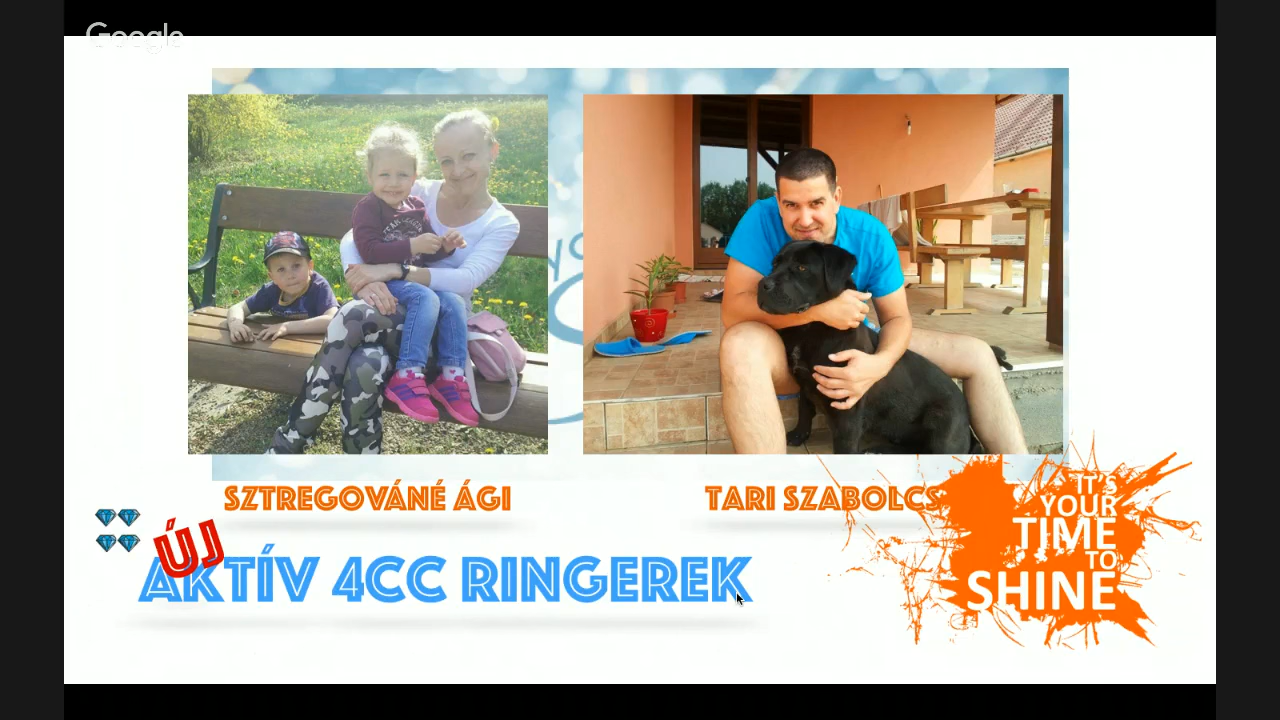 Google
SZTREGOVÁNÉ ÁGI
TARI SZABOLCS
ÚJ
AKTÍV 4CC RINGEREK
IT'S
YOUR
TIME
TO
SHINE